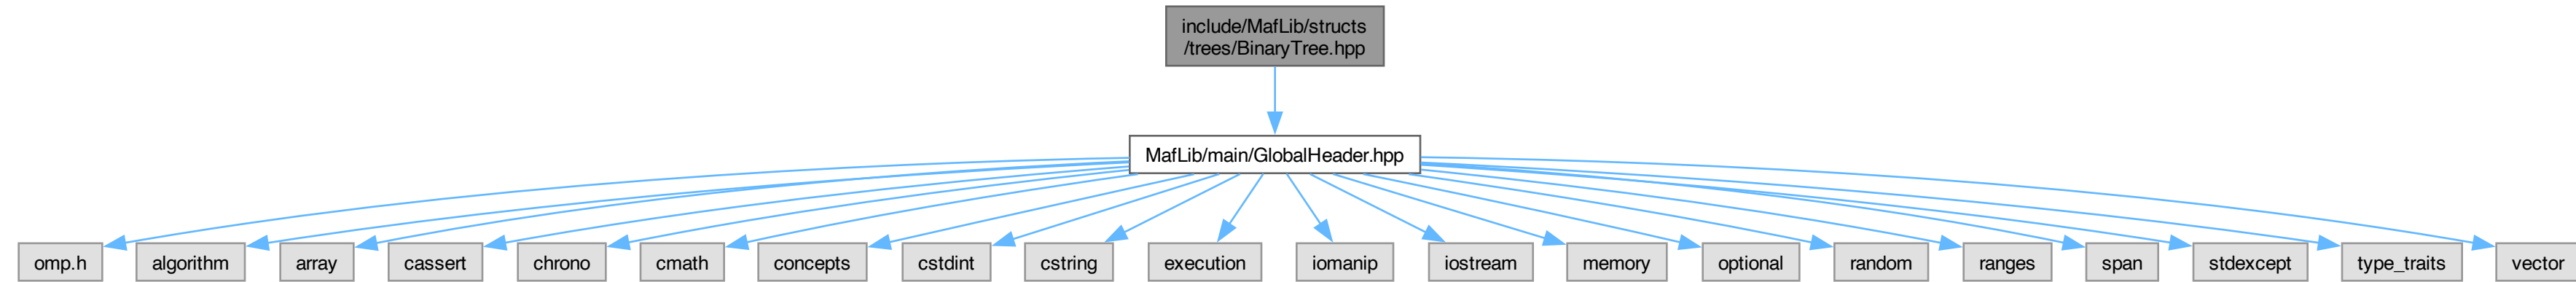 include/MafLib/structs
/trees/BinaryTree.hpp
MafLib/main/GlobalHeader.hpp
omp.h
algorithm
array
cassert
chrono
cmath
concepts
cstdint
cstring
execution
iomanip
iostream
memory
optional
random
ranges
span
stdexcept
type_traits
vector